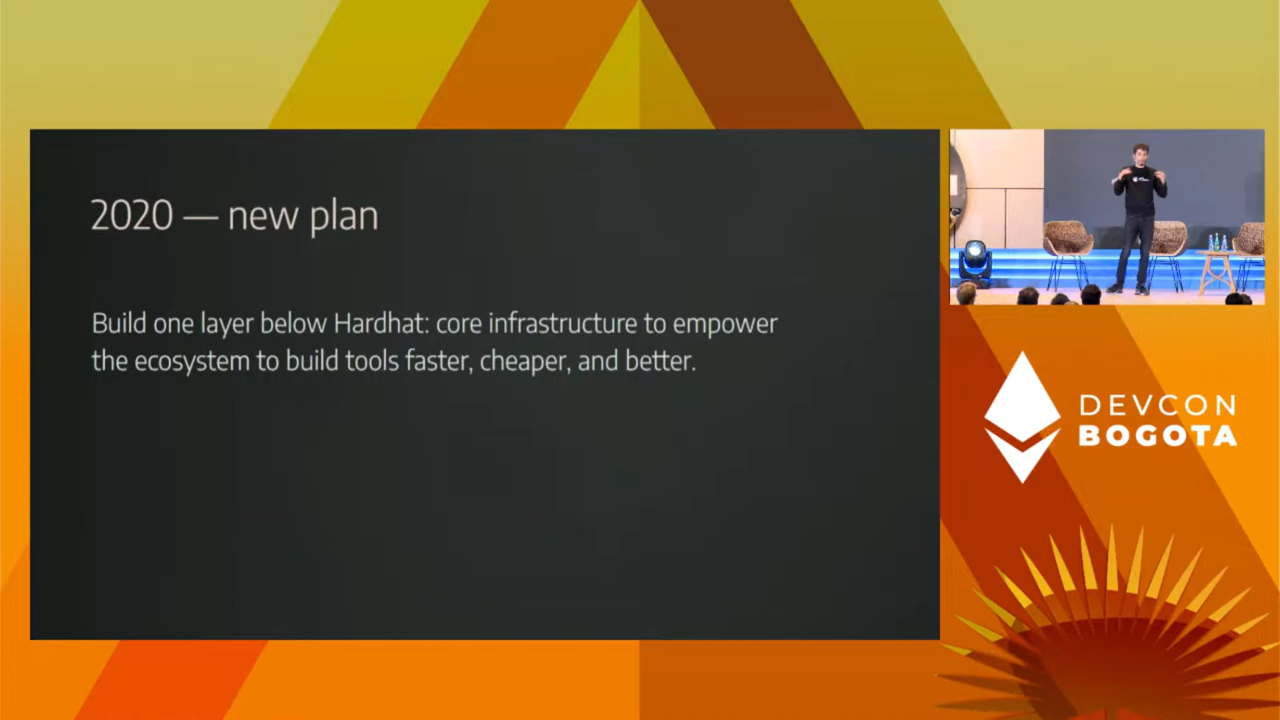 2020 — new plan
Build one layer below Hardhat: core infrastructure to empower
the ecosystem to build tools faster, cheaper, and better.
DEVCON
BOGOTA